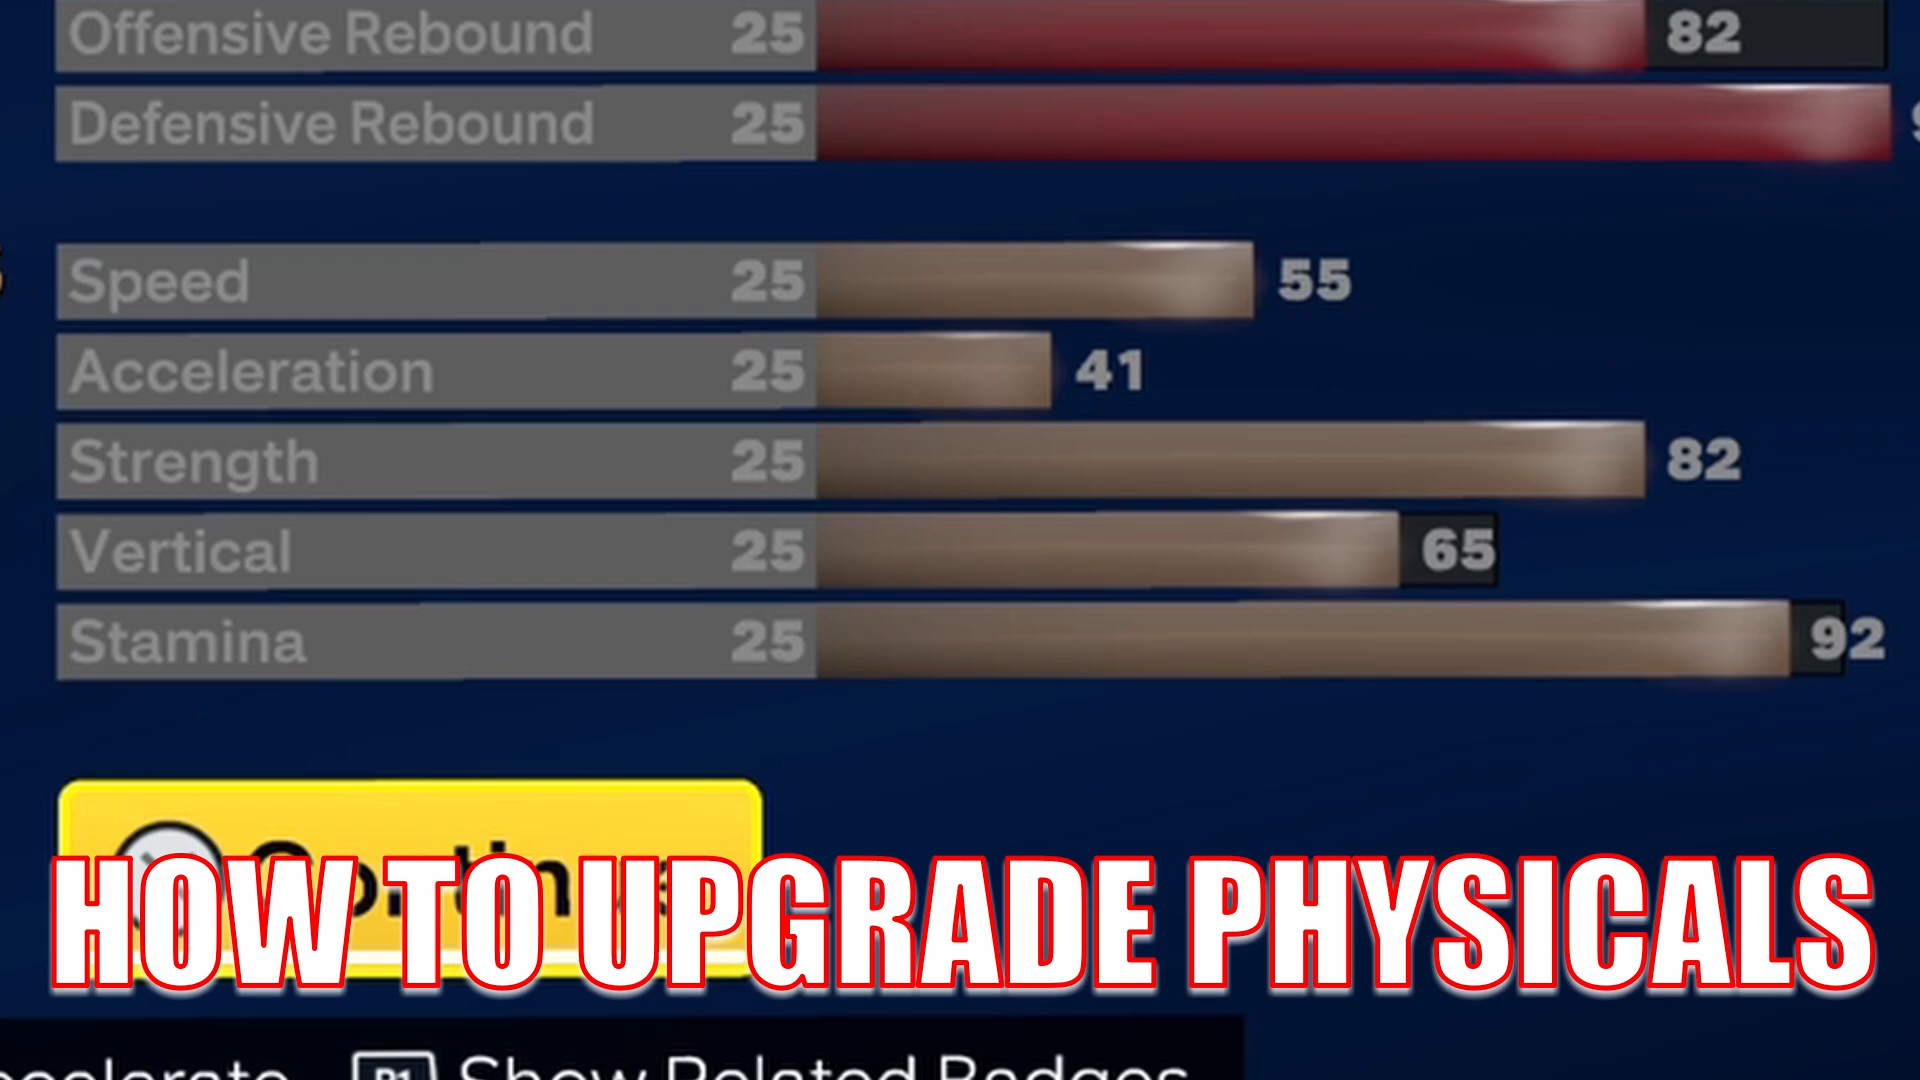 Offensive Rebound 25 82
Defensive Rebound 25
Speed 25 55
Acceleration 25 41
Strength 25 82
Vertical 25 65
Stamina 25 92
HOW TO UPGRADE PHYSICALS
R1 Show Related Badges